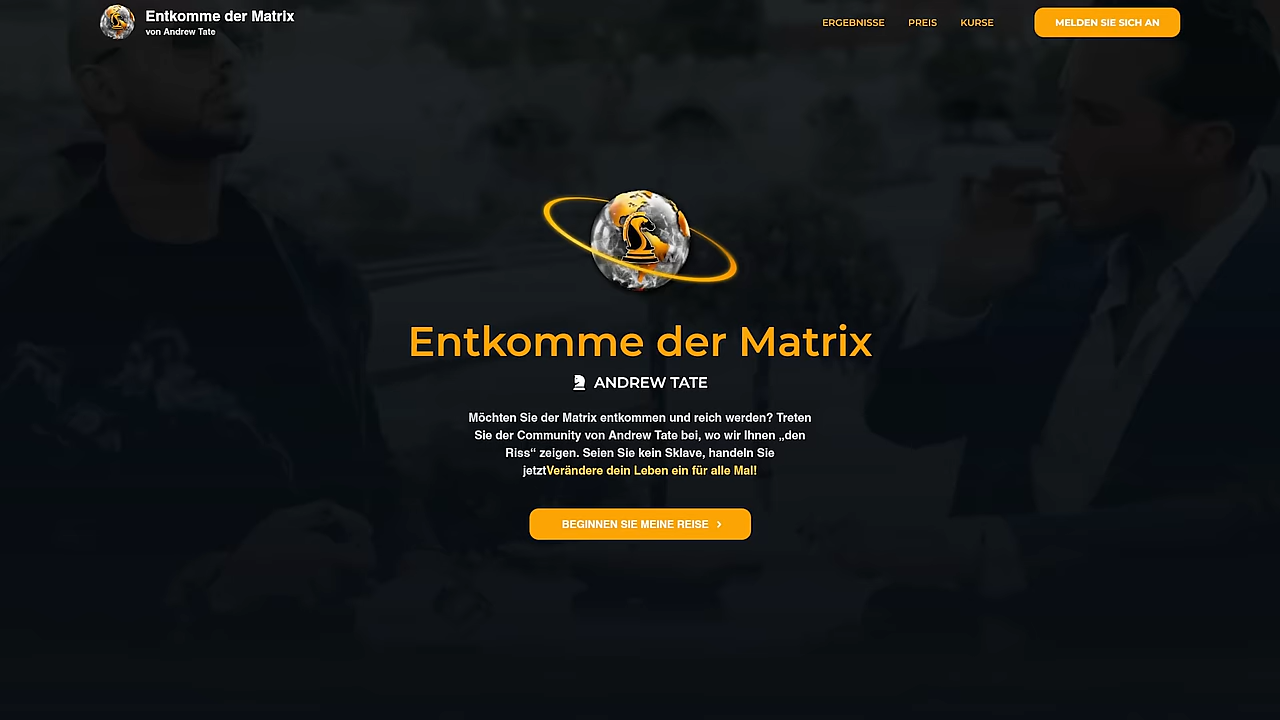 Entkomme der Matrix
von Andrew Tate
ERGEBNISSE
PREIS
KURSE
MELDEN SIE SICH AN
Entkomme der Matrix
ANDREW TATE
Möchten Sie der Matrix entkommen und reich werden? Treten
Sie der Community von Andrew Tate bei, wo wir Ihnen „den
Riss“ zeigen. Seien Sie kein Sklave, handeln Sie
jetztVerändere dein Leben ein für alle Mal!
BEGINNEN SIE MEINE REISE